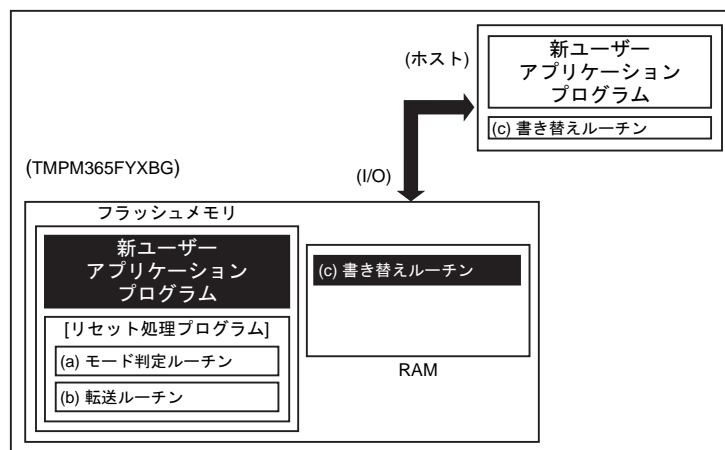 (ホスト)
新ユーザー
アプリケーション
プログラム
(c) 書き替えルーチン
(TMPM365FYXBG)
(I/O)
フラッシュメモリ
新ユーザー
アプリケーション
プログラム
[リセット処理プログラム]
(a) モード判定ルーチン
(b) 転送ルーチン
(c) 書き替えルーチン
RAM